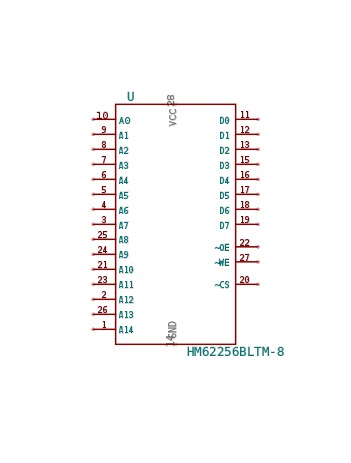 U
VCC 28
10 A0 D0 11
9 A1 D1 12
8 A2 D2 13
7 A3 D3 15
6 A4 D4 16
5 A5 D5 17
4 A6 D6 18
3 A7 D7 19
25 A8
~OE 22
24 A9
~WE 27
21 A10
23 A11 ~CS 20
2 A12
26 A13
1 A14
14 GND
HM62256BLTM-8